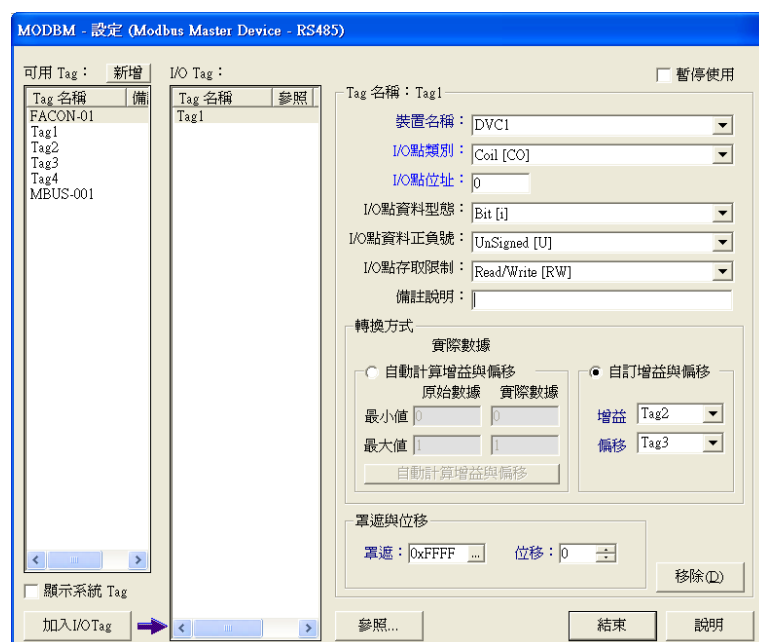 MODBM - 設定 (Modbus Master Device - RS485)
可用 Tag：
新增
Tag 名稱
備
FACON-01
Tag1
Tag2
Tag3
Tag4
MBUS-001
顯示系統 Tag
加入I/OTag
I/O Tag：
Tag 名稱
參照
Tag1
暫停使用
Tag 名稱：Tag1
裝置名稱：DVC1
I/O點類別：Coil [CO]
I/O點位址：0
I/O點資料型態：Bit [i]
I/O點資料正負號：UnSigned [U]
I/O點存取限制：Read/Write [RW]
備註說明：
轉換方式
實際數據
自動計算增益與偏移
原始數據 實際數據
最小值 0 0
最大值 1 1
自動計算增益與偏移
自訂增益與偏移
增益 Tag2
偏移 Tag3
罩遮與位移
罩遮：0xFFFF ...
位移：0
移除(D)
參照...
結束
說明